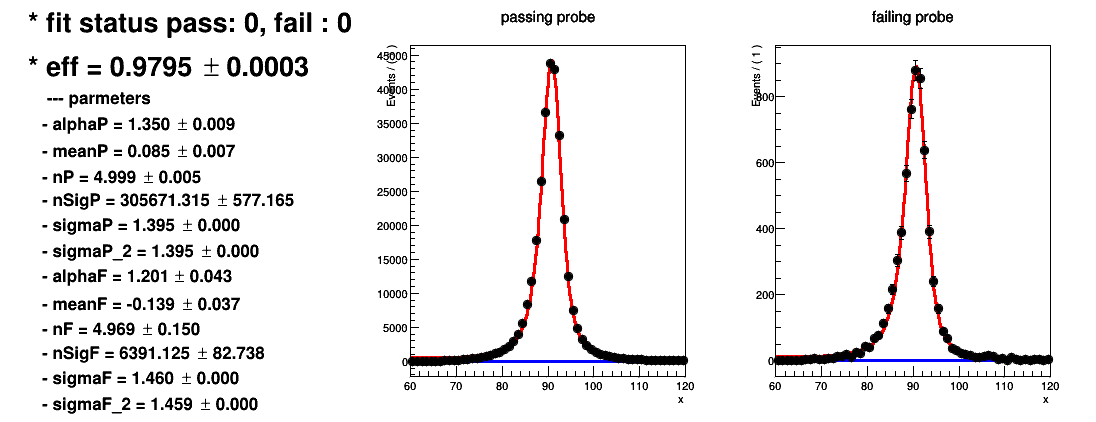 * fit status pass: 0, fail : 0
* eff = 0.9795 ± 0.0003
--- parmeters
- alphaP = 1.350 ± 0.009
- meanP = 0.085 ± 0.007
- nP = 4.999 ± 0.005
- nSigP = 305671.315 ± 577.165
- sigmaP = 1.395 ± 0.000
- sigmaP_2 = 1.395 ± 0.000
- alphaF = 1.201 ± 0.043
- meanF = -0.139 ± 0.037
- nF = 4.969 ± 0.150
- nSigF = 6391.125 ± 82.738
- sigmaF = 1.460 ± 0.000
- sigmaF_2 = 1.459 ± 0.000
passing probe
Events / ( 1 )
45000
40000
35000
30000
25000
20000
15000
10000
5000
0
60 70 80 90 100 110 120
x
failing probe
Events / ( 1 )
800
600
400
200
0
60 70 80 90 100 110 120
x